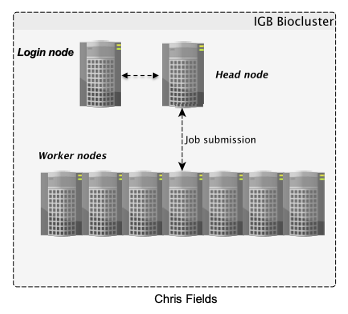 IGB Biocluster
Login node
Head node
Job submission
Worker nodes
Chris Fields